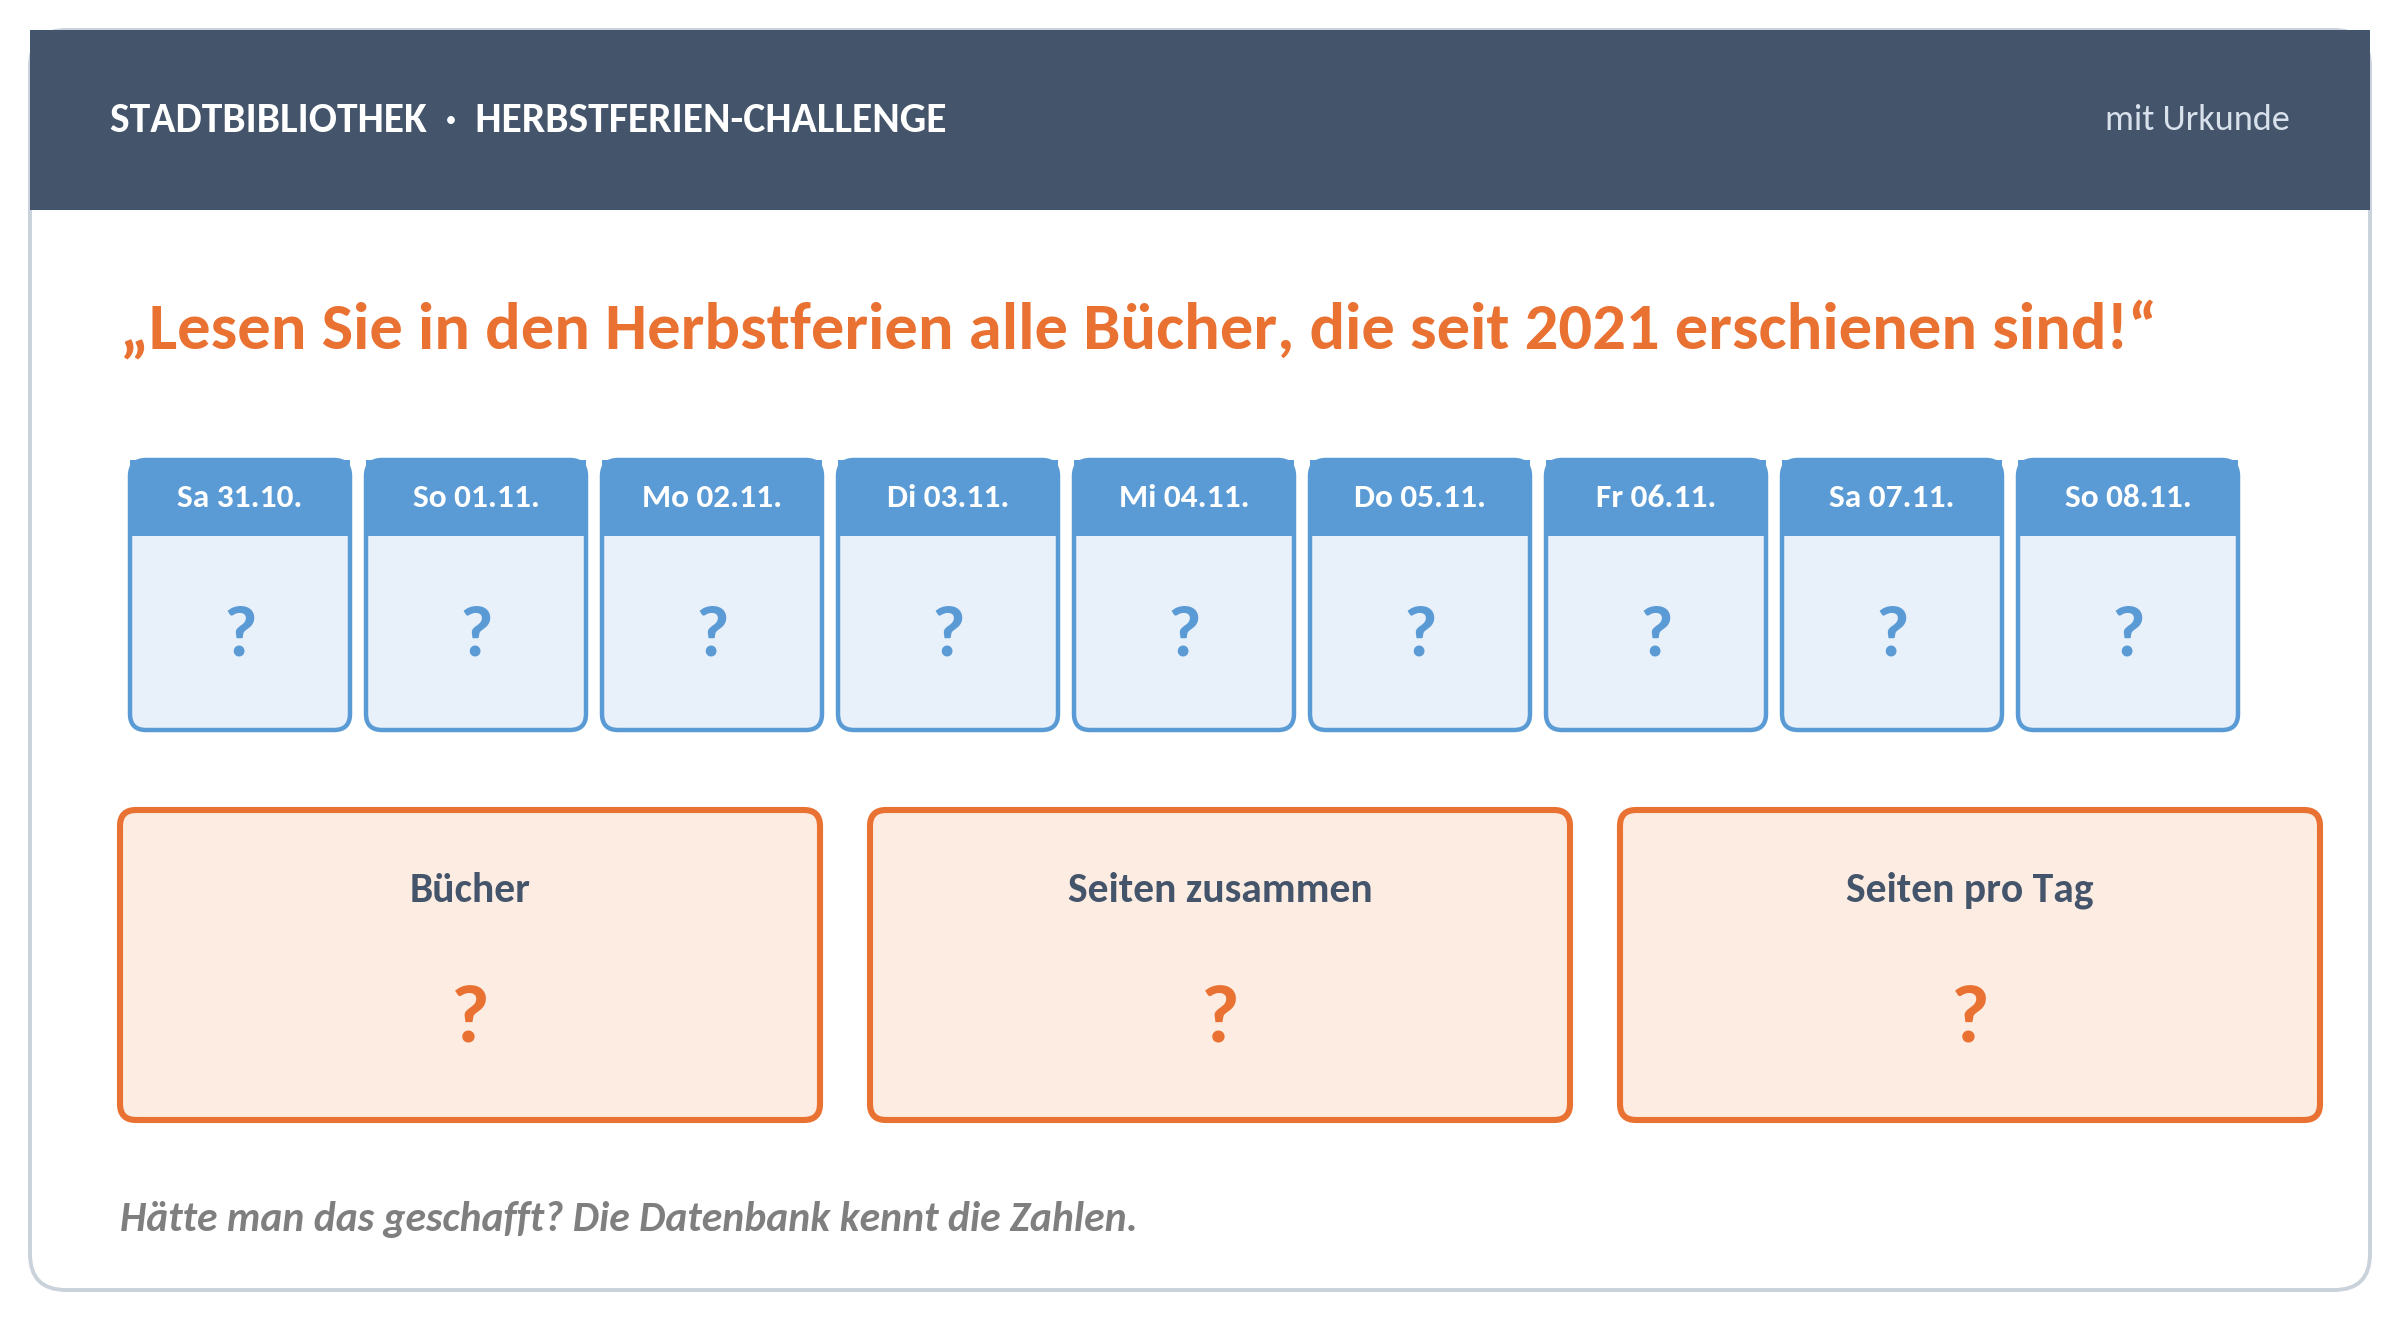 STADTBIBLIOTHEK · HERBSTFERIEN-CHALLENGE
mit Urkunde
„Lesen Sie in den Herbstferien alle Bücher, die seit 2021 erschienen sind!“
Sa 31.10.
So 01.11.
Mo 02.11.
Di 03.11.
Mi 04.11.
Do 05.11.
Fr 06.11.
Sa 07.11.
So 08.11.
?
?
?
?
?
?
?
?
?
Bücher
?
Seiten zusammen
?
Seiten pro Tag
?
Hätte man das geschafft? Die Datenbank kennt die Zahlen.